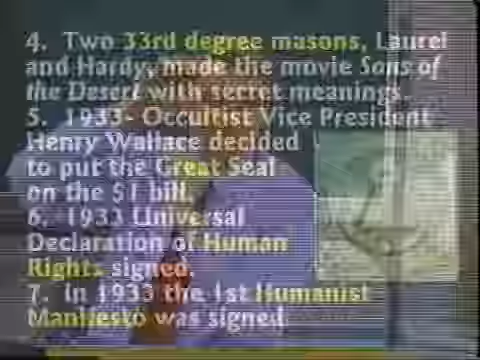 4. Two 33rd degree masons, Laurel
and Hardy, made the movie Sons of
the Desert with secret meanings.
5. 1933- Occultist Vice President
Henry Wallace decided
to put the Great Seal
on the $1 bill.
6. 1933 Universal
Declaration of Human
Rights signed.
7. In 1933 the 1st Humanist
Manifesto was signed